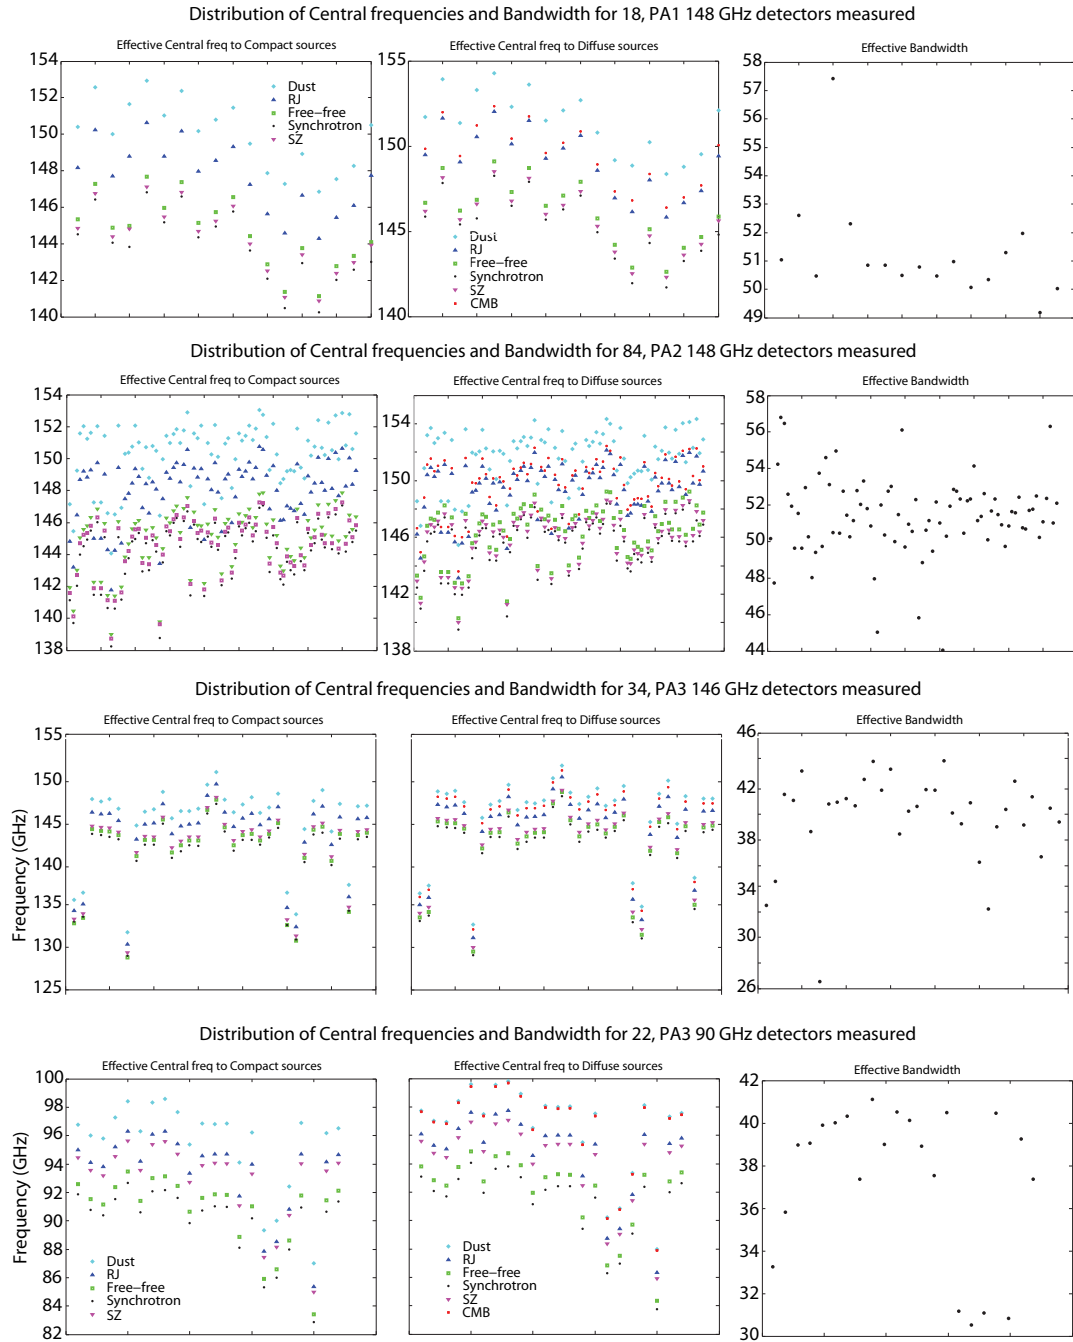 Distribution of Central frequencies and Bandwidth for 18, PA1 148 GHz detectors measured
Effective Central freq to Compact sources
Effective Central freq to Diffuse sources
Effective Bandwidth
154
152
150
148
146
144
142
140
Dust
RJ
Free-free
Synchrotron
SZ
155
150
145
140
Dust
RJ
Free-free
Synchrotron
SZ
CMB
58
57
56
55
54
53
52
51
50
49
Distribution of Central frequencies and Bandwidth for 84, PA2 148 GHz detectors measured
Effective Central freq to Compact sources
Effective Central freq to Diffuse sources
Effective Bandwidth
154
152
150
148
146
144
142
140
138
154
150
146
142
138
58
56
54
52
50
48
46
44
Distribution of Central frequencies and Bandwidth for 34, PA3 146 GHz detectors measured
Effective Central freq to Compact sources
Effective Central freq to Diffuse sources
Effective Bandwidth
Frequency (GHz)
155
150
145
140
135
130
125
46
42
38
34
30
26
Distribution of Central frequencies and Bandwidth for 22, PA3 90 GHz detectors measured
Effective Central freq to Compact sources
Effective Central freq to Diffuse sources
Effective Bandwidth
Frequency (GHz)
100
98
96
94
92
90
88
86
84
82
Dust
RJ
Free-free
Synchrotron
SZ
Dust
RJ
Free-free
Synchrotron
SZ
CMB
42
40
38
36
34
32
30